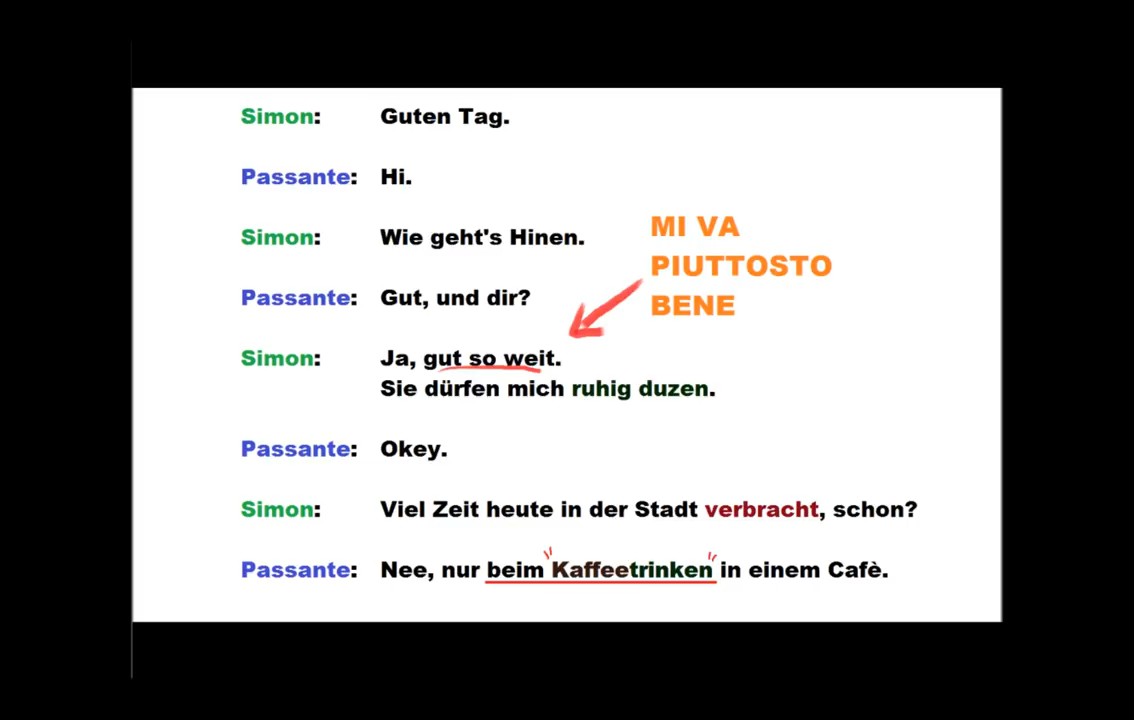 Simon: Guten Tag.
Passante: Hi.
Simon: Wie geht's Hinen.
MI VA
PIUTTOSTO
BENE
Passante: Gut, und dir?
Simon: Ja, gut so weit.
Sie dürfen mich ruhig duzen.
Passante: Okey.
Simon: Viel Zeit heute in der Stadt verbracht, schon?
Passante: Nee, nur beim Kaffeetrinken in einem Cafè.